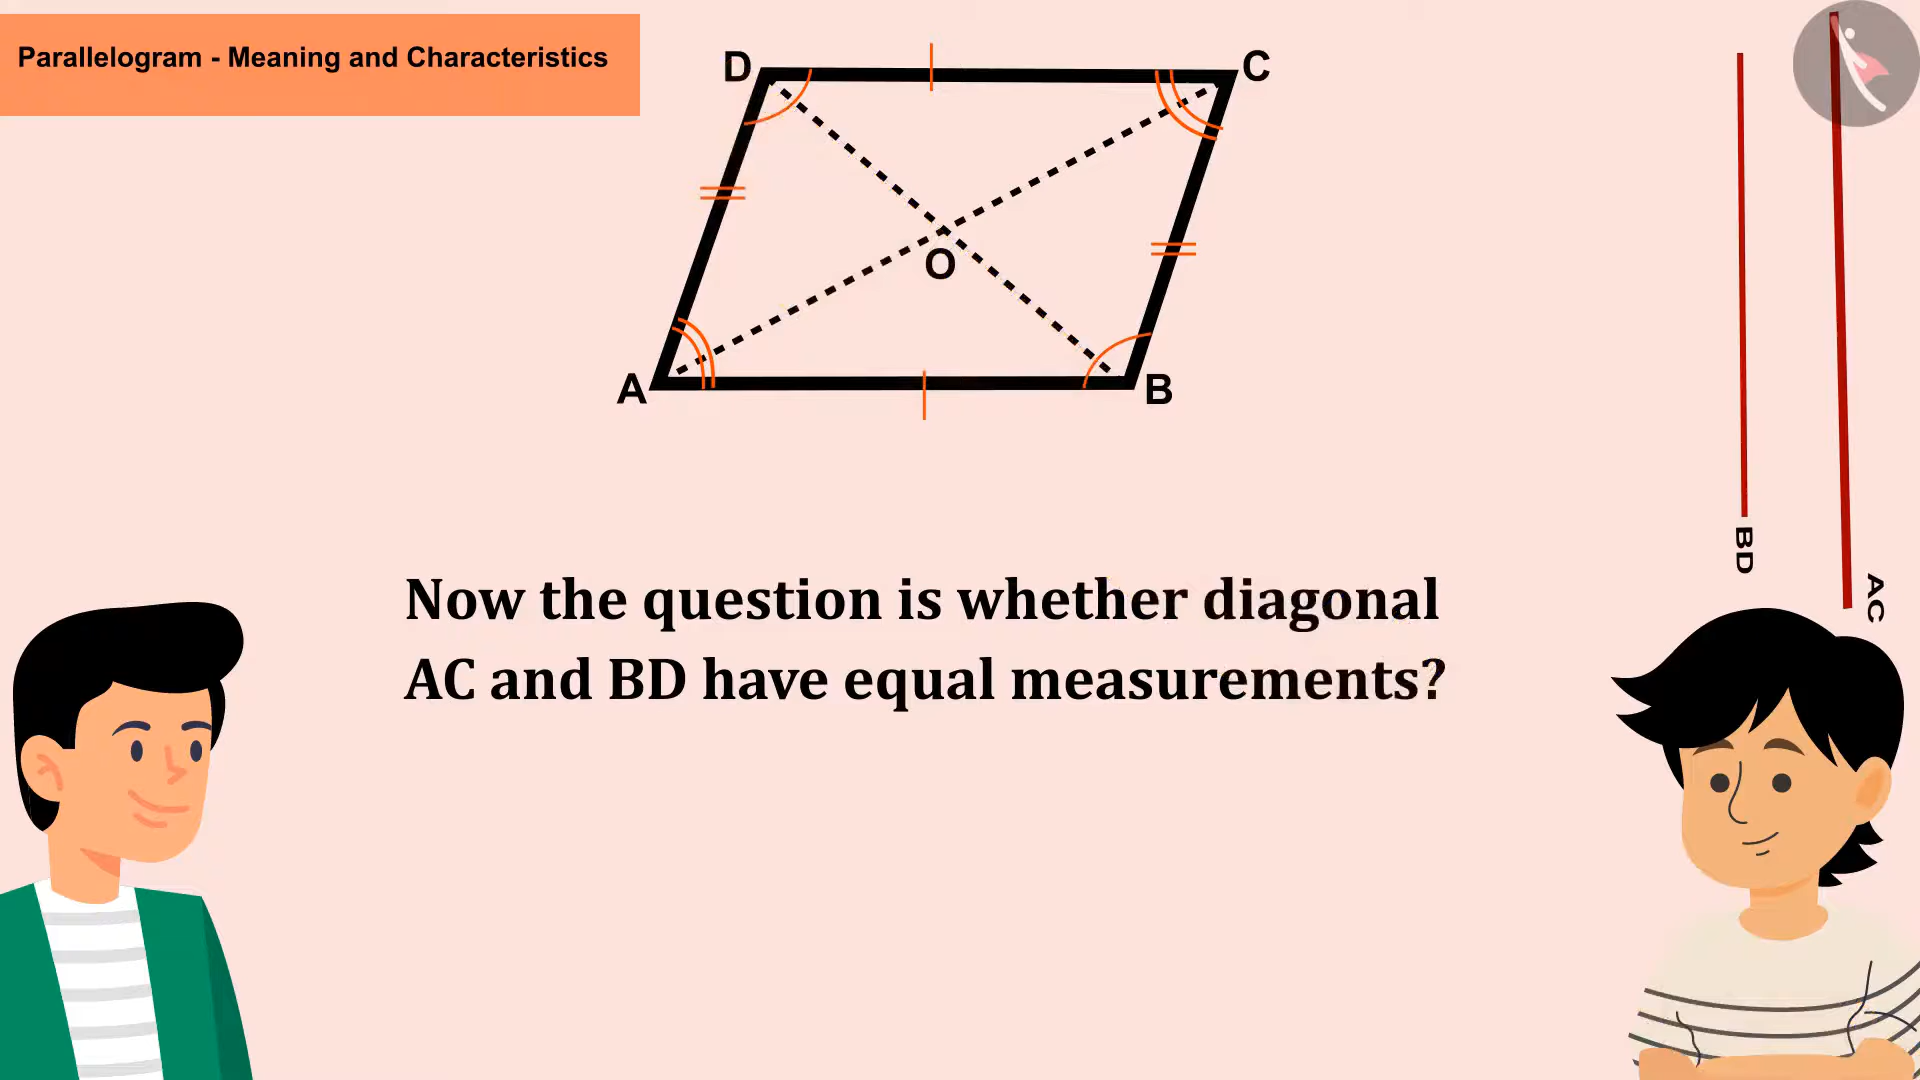 Parallelogram - Meaning and Characteristics
D
C
O
A
B
BD
AC
Now the question is whether diagonal
AC and BD have equal measurements?